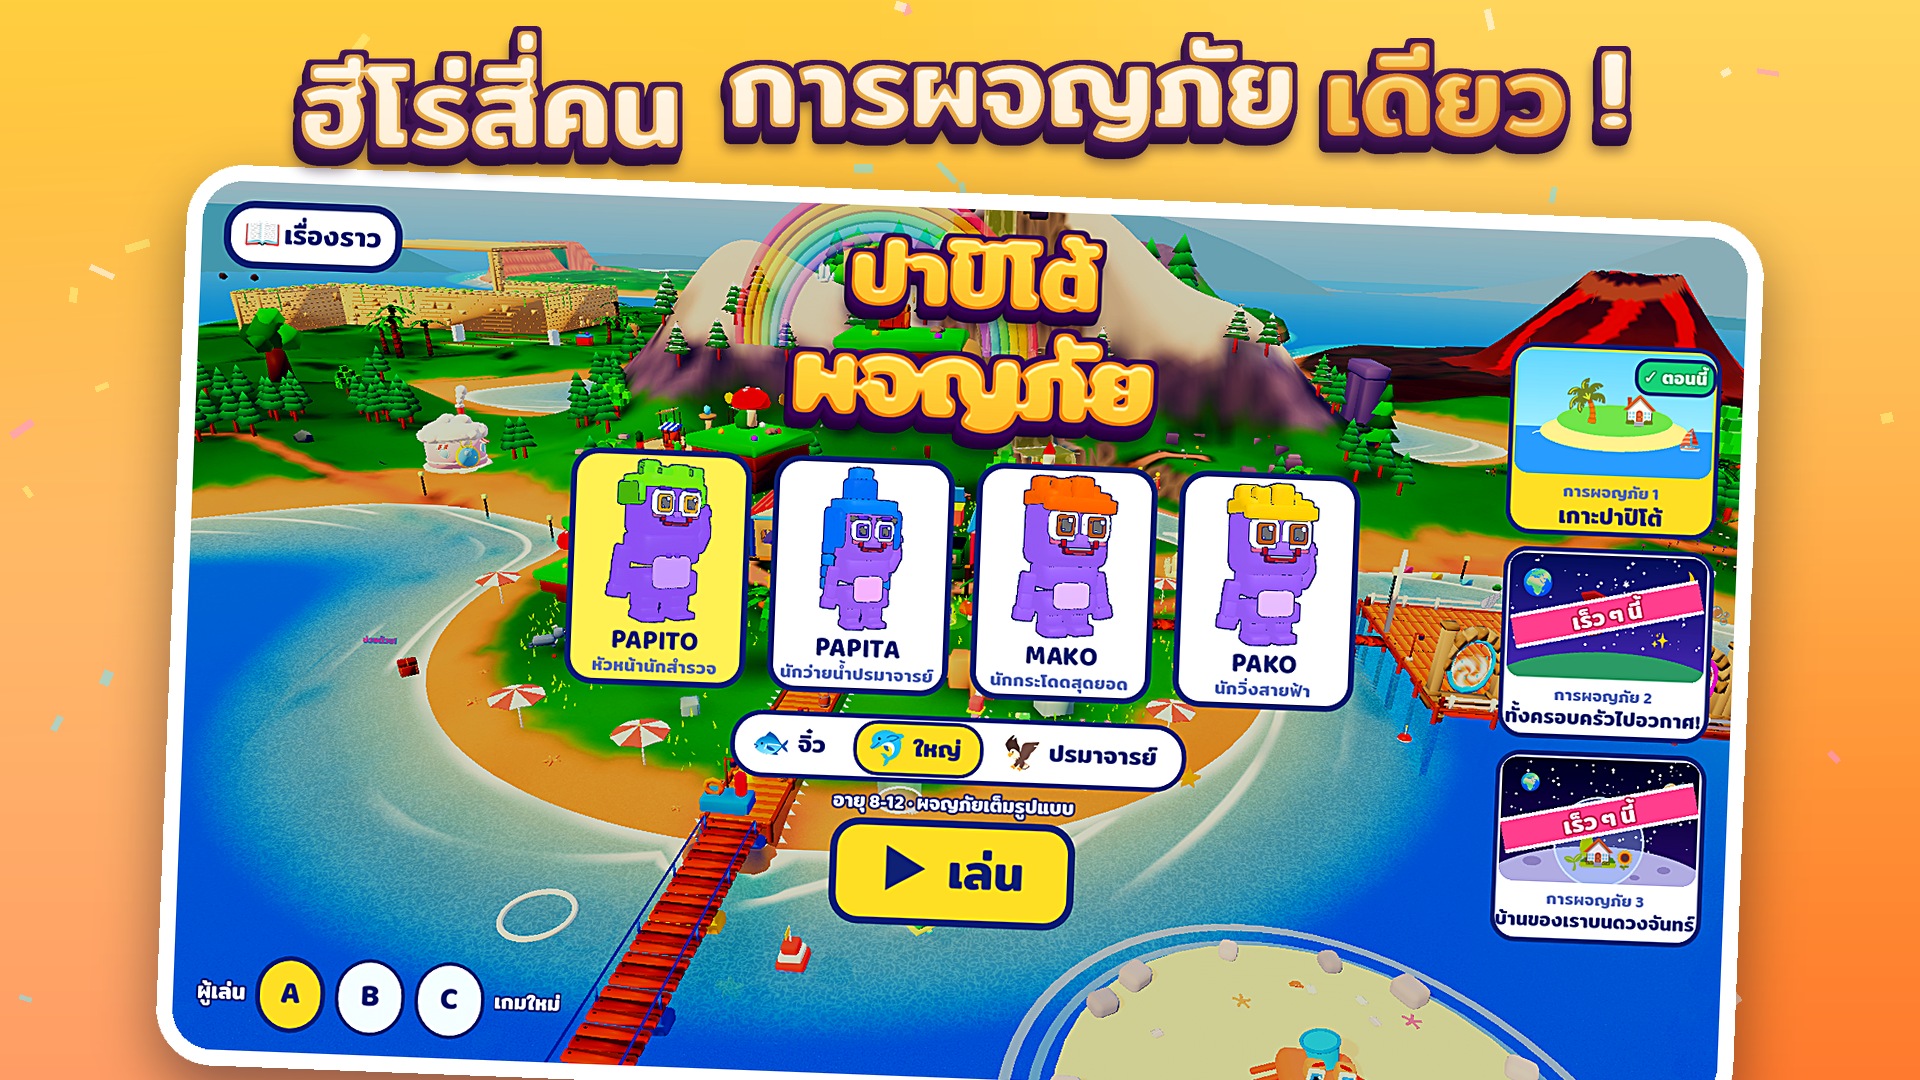 ฮีโร่สี่คน การผจญภัย เดียว !
📖 เรื่องราว
ปาปิโต้
ผจญภัย
✓ ตอนนี้
การผจญภัย 1
เกาะปาปิโต้
PAPITO
หัวหน้านักสำรวจ
PAPITA
นักว่ายน้ำปรมาจารย์
MAKO
นักกระโดดสุดยอด
PAKO
นักวิ่งสายฟ้า
เร็วๆนี้
การผจญภัย 2
ทั้งครอบครัวไปอวกาศ!
จิ๋ว
ใหญ่
ปรมาจารย์
อายุ 8-12 · ผจญภัยเต็มรูปแบบ
▶ เล่น
เร็วๆนี้
การผจญภัย 3
บ้านของเราบนดวงจันทร์
ผู้เล่น A B C เกมใหม่